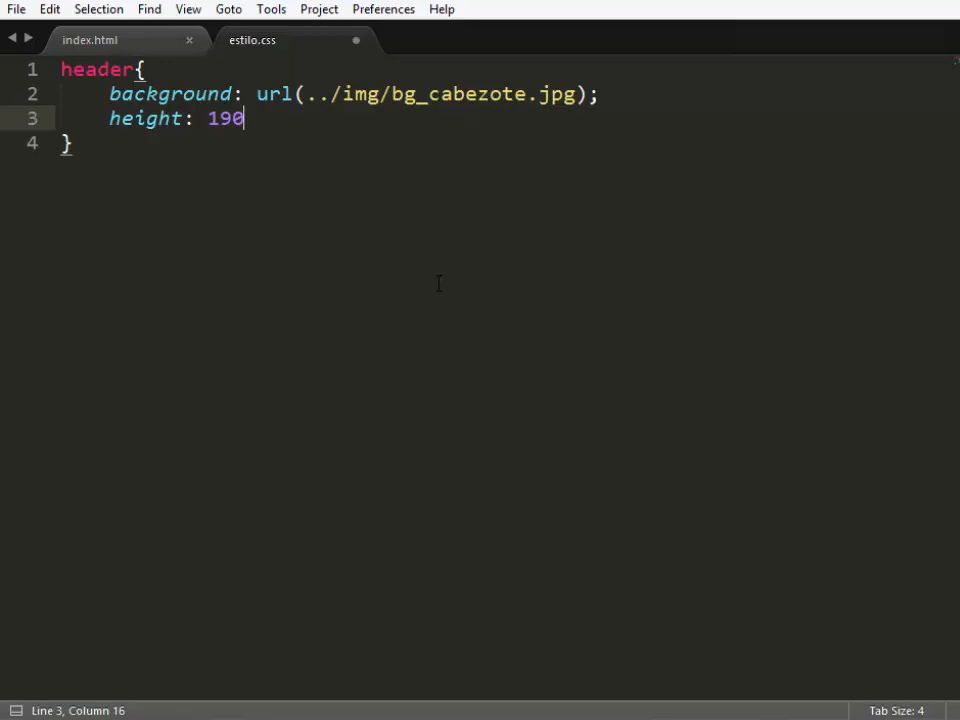 File Edit Selection Find View Goto Tools Project Preferences Help
index.html × estilo.css
1 header{
2 background: url(../img/bg_cabezote.jpg);
3 height: 190
4 }
Line 3, Column 16 Tab Size: 4